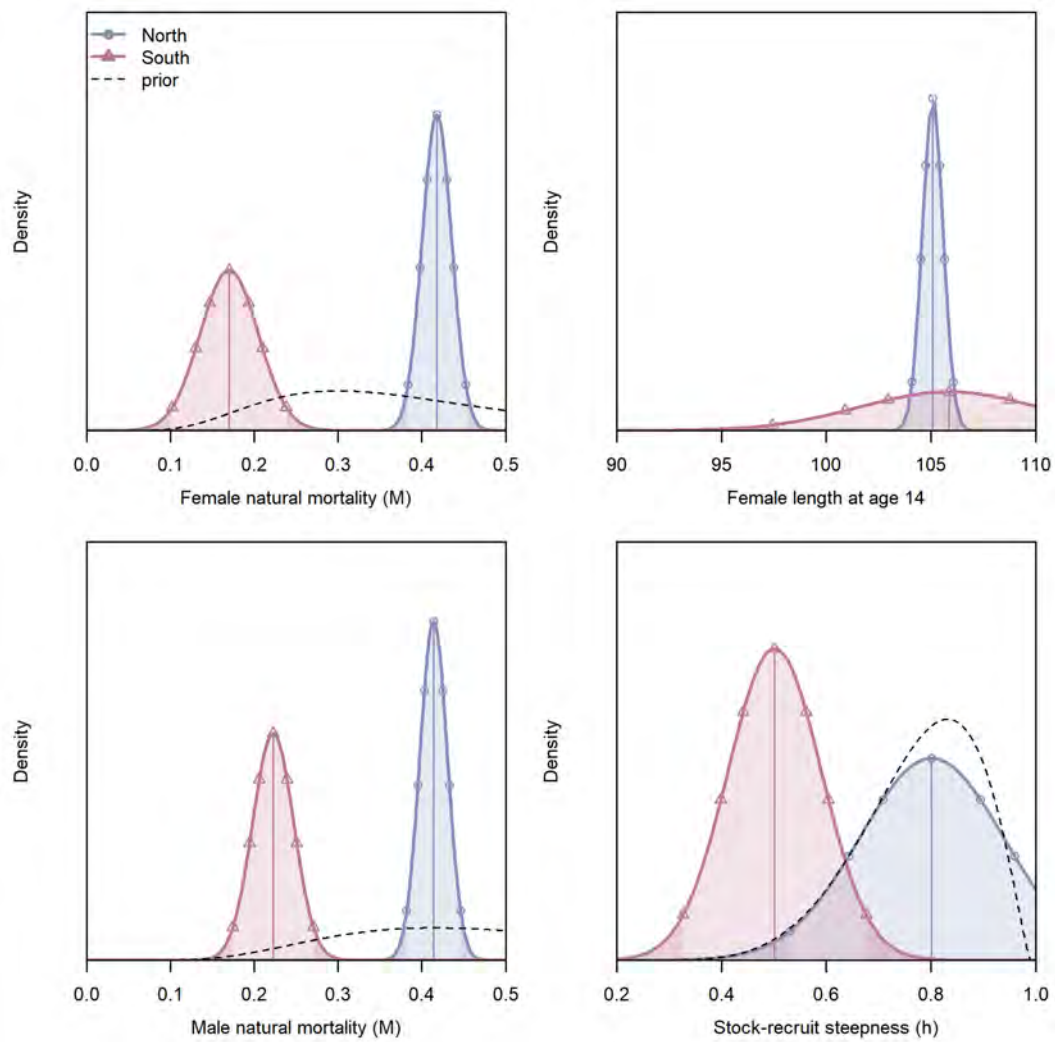 North
South
prior
Density
0.0 0.1 0.2 0.3 0.4 0.5
Female natural mortality (M)
Density
90 95 100 105 110
Female length at age 14
Density
0.0 0.1 0.2 0.3 0.4 0.5
Male natural mortality (M)
Density
0.2 0.4 0.6 0.8 1.0
Stock-recruit steepness (h)